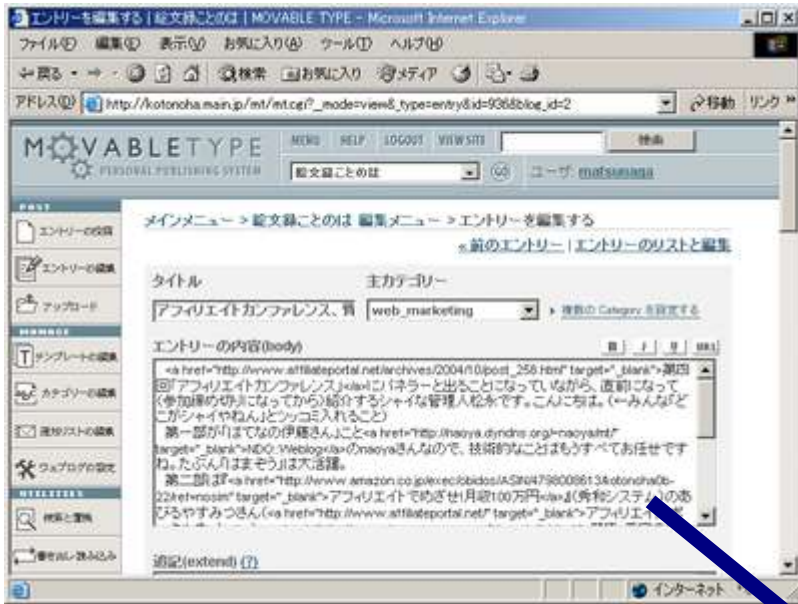 エントリーを編集する | 絵文録ことのは | MOVABLE TYPE - Microsoft Internet Explorer
ファイル(F) 編集(E) 表示(V) お気に入り(A) ツール(T) ヘルプ(H)
戻る 検索 お気に入り メディア
アドレス(D) http://kotonoha.main.jp/mt/mt.cgi?_mode=view&_type=entry&id=936&blog_id=2 移動 リンク »
MOVABLETYPE MENU HELP LOGOUT VIEW SITE 検索
PERSONAL PUBLISHING SYSTEM 絵文録ことのは GO ユーザ: matsunaga
POST
エントリーの投稿
エントリーの編集
アップロード
MANAGE
テンプレートの編集
カテゴリーの編集
通知リストの編集
ウェブログの設定
UTILITIES
検索と置換
書き出し・読み込み
メインメニュー > 絵文録ことのは 編集メニュー > エントリーを編集する
«前のエントリー | エントリーのリストと編集
タイトル 主カテゴリー
アフィリエイトカンファレンス、 web_marketing 複数の Category を設定する
エントリーの内容(body) B I U URL
<a href="http://www.affiliateportal.net/archives/2004/10/post_258.html" target="_blank">第四
回「アフィリエイトカンファレンス」</a>にパネラーと出ることになっていながら、直前になって
(参加締め切りになってから)紹介するシャイな管理人松永です。こんにちは。(←みんな「ど
こがシャイやねん」とツッコミ入れること)
第一部が「はてなの伊藤さん」こと<a href="http://naoya.dyndns.org/~naoya/mt/"
target="_blank">NDO::Weblog</a>のnaoyaさんなので、技術的なことはもうすべてお任せです
ね。たぶん「はまぞう」は大活躍。
第二部は『<a href="http://www.amazon.co.jp/exec/obidos/ASIN/4798008613/kotonoha0b-
22/ref=nosim" target="_blank">アフィリエイトでめざせ!月収100万円</a>』(秀和システム)のあ
びるやすみつさん(<a href="http://www.affiliateportal.net/" target="_blank">アフィリエイト
追記(extend) (?)
インターネット